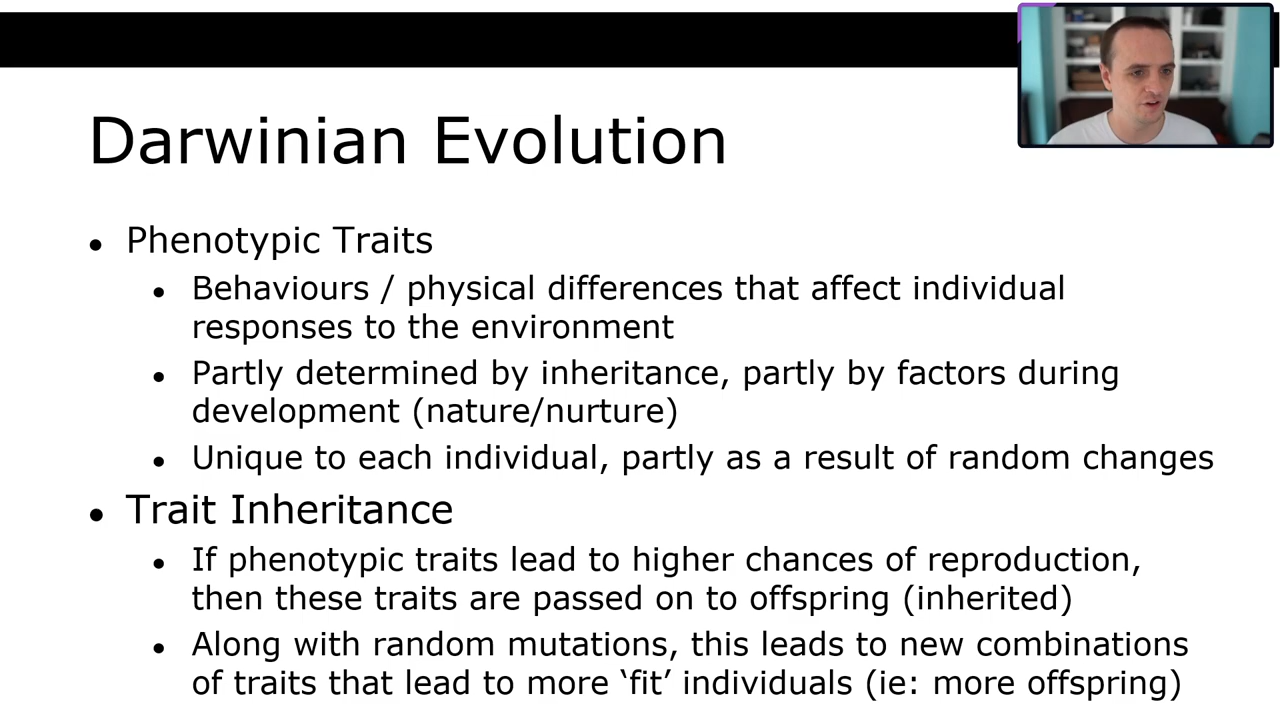 Darwinian Evolution
• Phenotypic Traits
• Behaviours / physical differences that affect individual
responses to the environment
• Partly determined by inheritance, partly by factors during
development (nature/nurture)
• Unique to each individual, partly as a result of random changes
• Trait Inheritance
• If phenotypic traits lead to higher chances of reproduction,
then these traits are passed on to offspring (inherited)
• Along with random mutations, this leads to new combinations
of traits that lead to more ‘fit’ individuals (ie: more offspring)